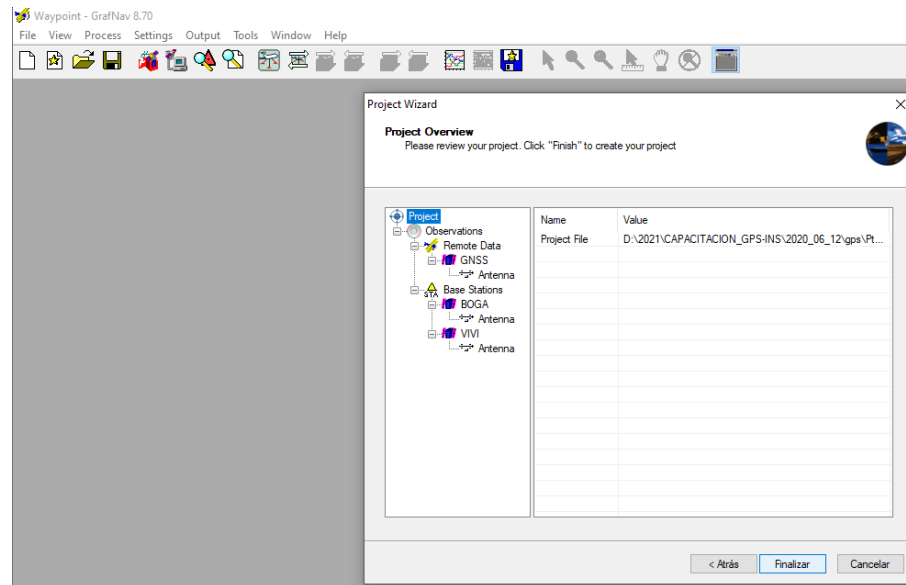 Waypoint - GrafNav 8.70
File View Process Settings Output Tools Window Help
Project Wizard
Project Overview
Please review your project. Click "Finish" to create your project
Project
Observations
Remote Data
GNSS
Antenna
STA Base Stations
BOGA
Antenna
VIVI
Antenna
Name Value
Project File D:\2021\CAPACITACION_GPS-INS\2020_06_12\gps\Pt...
< Atrás Finalizar Cancelar